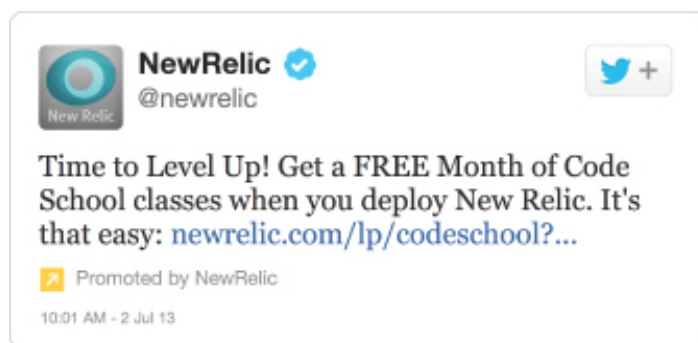 NewRelic
@newrelic
New Relic
Time to Level Up! Get a FREE Month of Code
School classes when you deploy New Relic. It's
that easy: newrelic.com/lp/codeschool?...
Promoted by NewRelic
10:01 AM - 2 Jul 13